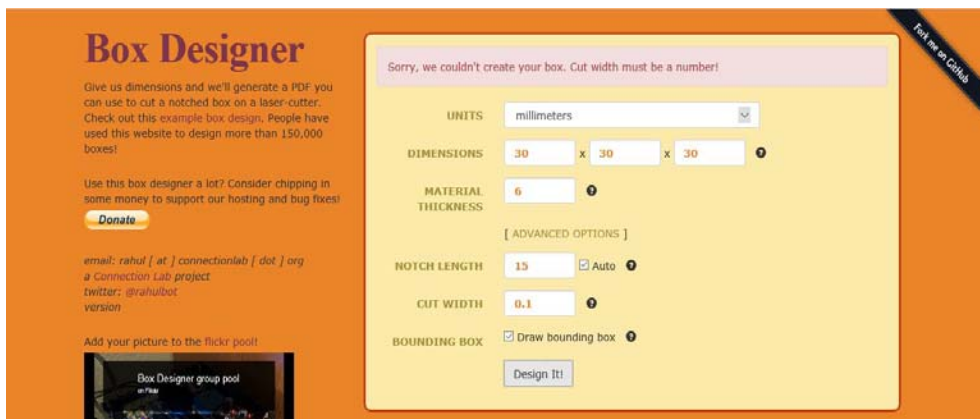 Box Designer
Give us dimensions and we'll generate a PDF you
can use to cut a notched box on a laser-cutter.
Check out this example box design. People have
used this website to design more than 150,000
boxes!
Use this box designer a lot? Consider chipping in
some money to support our hosting and bug fixes!
Donate
email: rahul [ at ] connectionlab [ dot ] org
a Connection Lab project
twitter: @rahulbot
version
Add your picture to the flickr pool!
Box Designer group pool
on Flickr
Sorry, we couldn't create your box. Cut width must be a number!
UNITS millimeters
DIMENSIONS 30 x 30 x 30 ?
MATERIAL
THICKNESS 6 ?
[ ADVANCED OPTIONS ]
NOTCH LENGTH 15 Auto ?
CUT WIDTH 0.1 ?
BOUNDING BOX Draw bounding box ?
Design It!
Fork me on GitHub